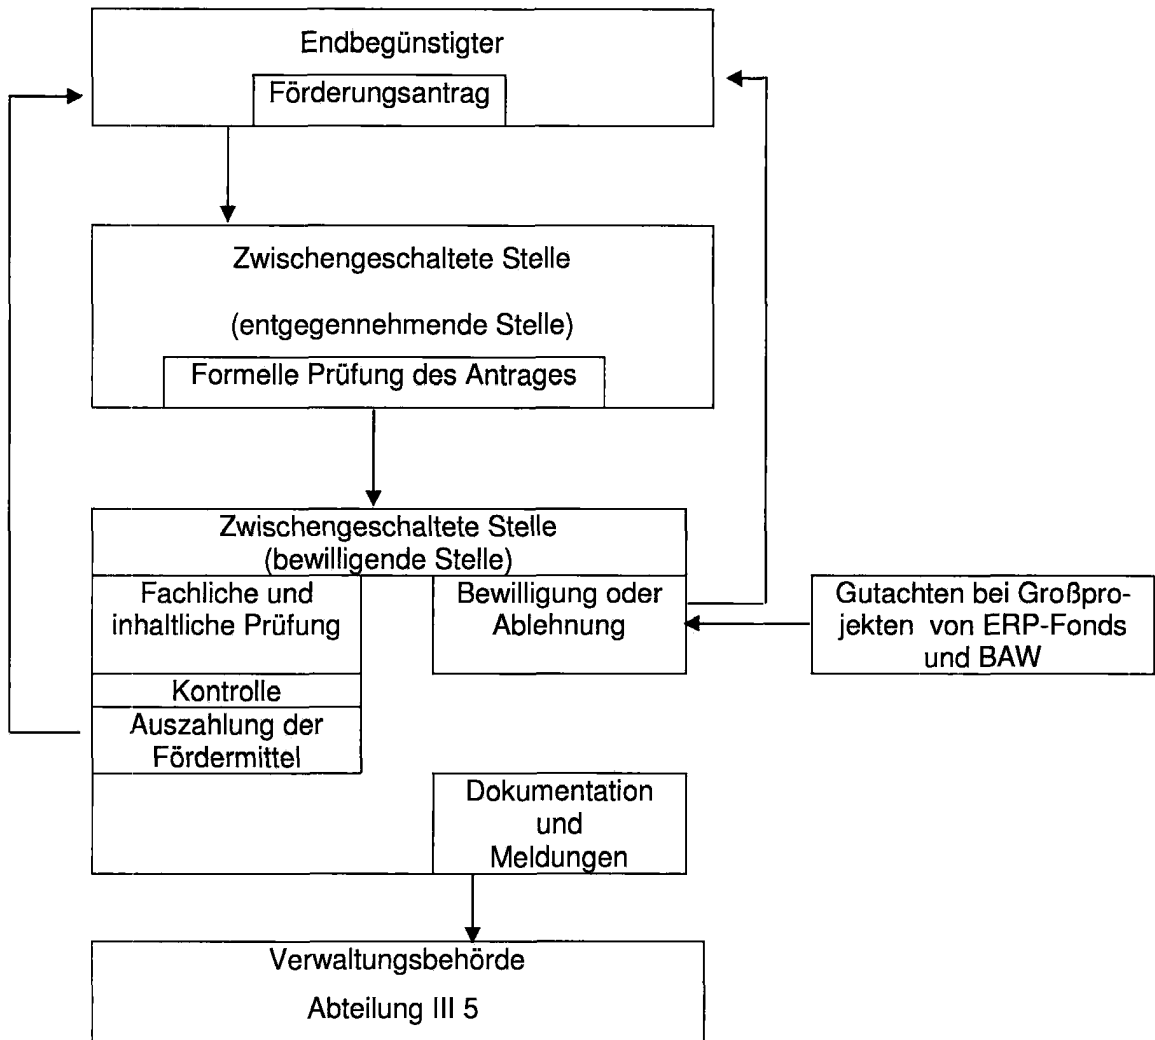 Endbegünstigter
Förderungsantrag
Zwischengeschaltete Stelle
(entgegennehmende Stelle)
Formelle Prüfung des Antrages
Zwischengeschaltete Stelle
(bewilligende Stelle)
Fachliche und
inhaltliche Prüfung
Bewilligung oder
Ablehnung
Gutachten bei Großpro-
jekten von ERP-Fonds
und BAW
Kontrolle
Auszahlung der
Fördermittel
Dokumentation
und
Meldungen
Verwaltungsbehörde
Abteilung III 5